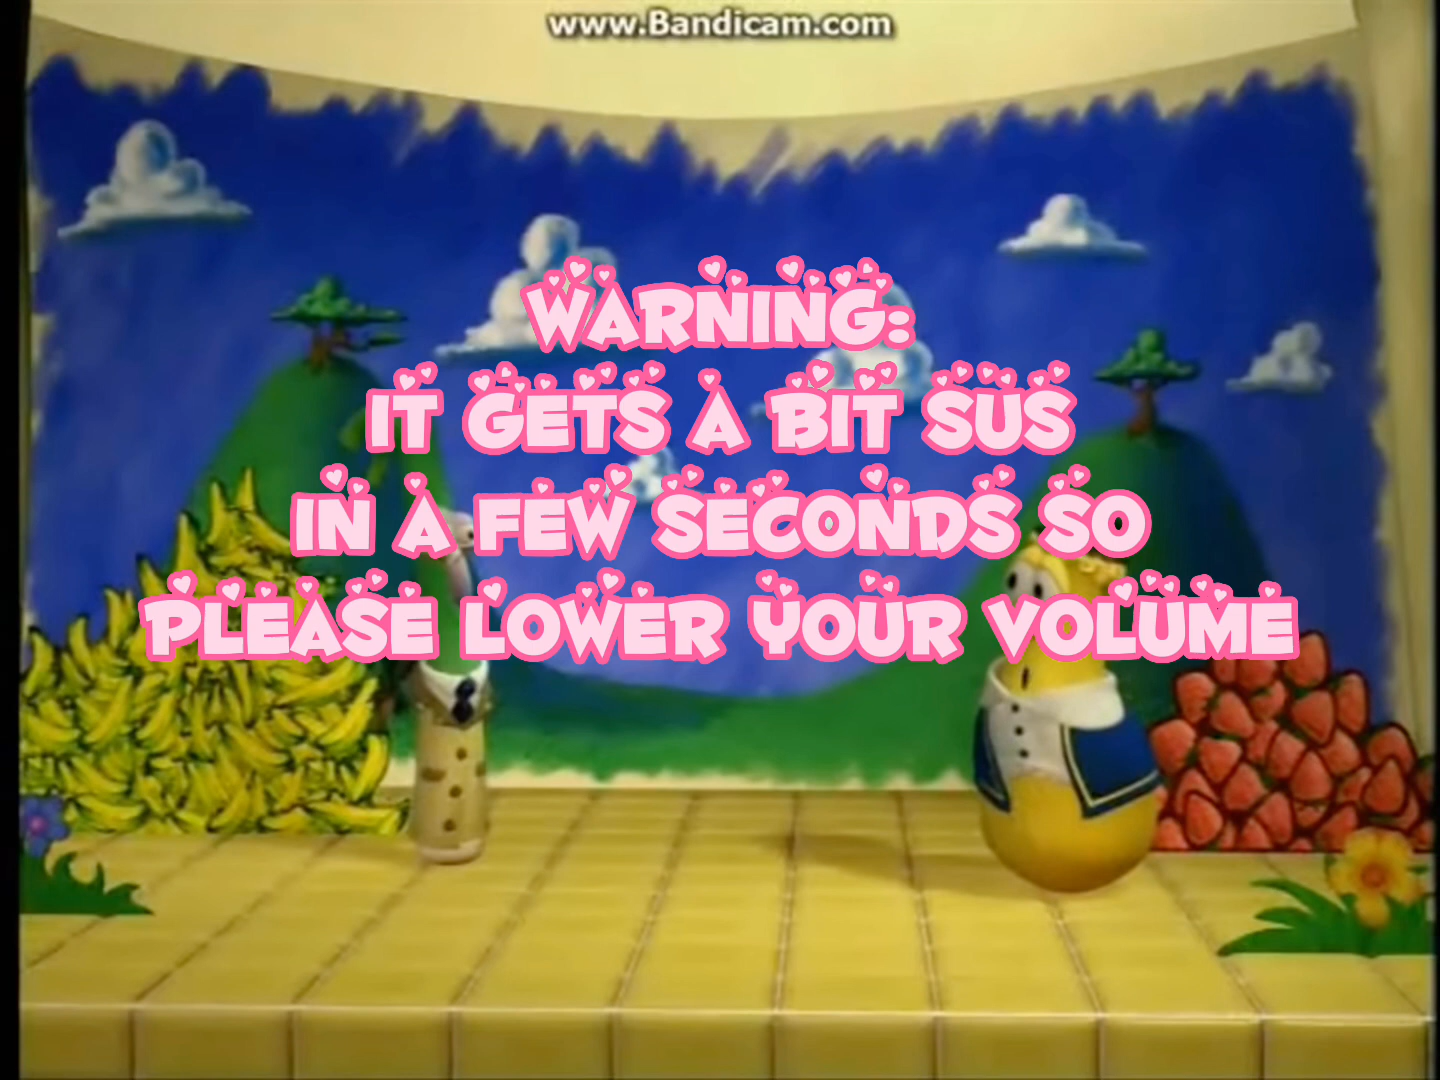 www.Bandicam.com
WARNING:
IT GETS A BIT SUS
IN A FEW SECONDS SO
PLEASE LOWER YOUR VOLUME